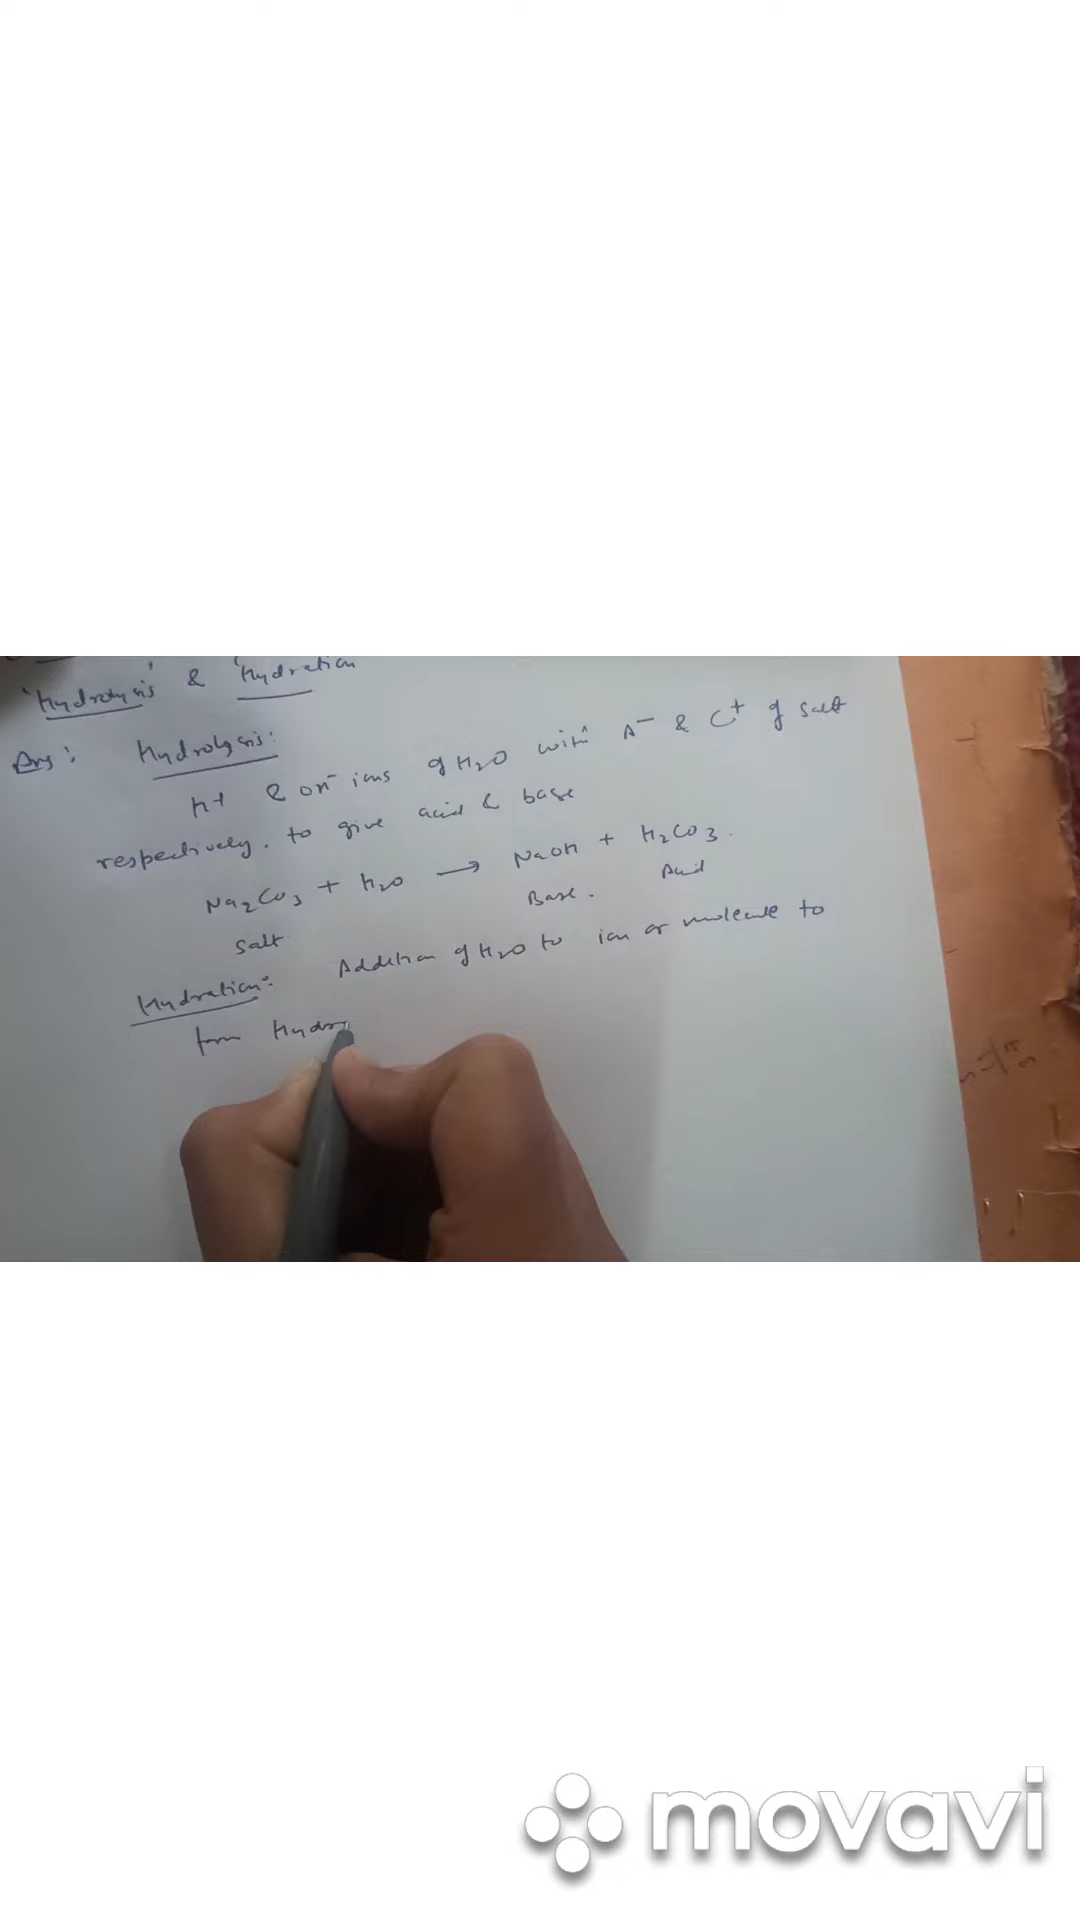 'Hydrolysis' & 'Hydration
Ans: Hydrolysis:
H+ & OH- ions of H2O with A- & C+ of salt
respectively. to give acid & base
Na2CO3 + H2O → NaOH + H2CO3.
salt Base. Acid
Hydration: Addition of H2O to ion or molecule to
form Hydr
movavi